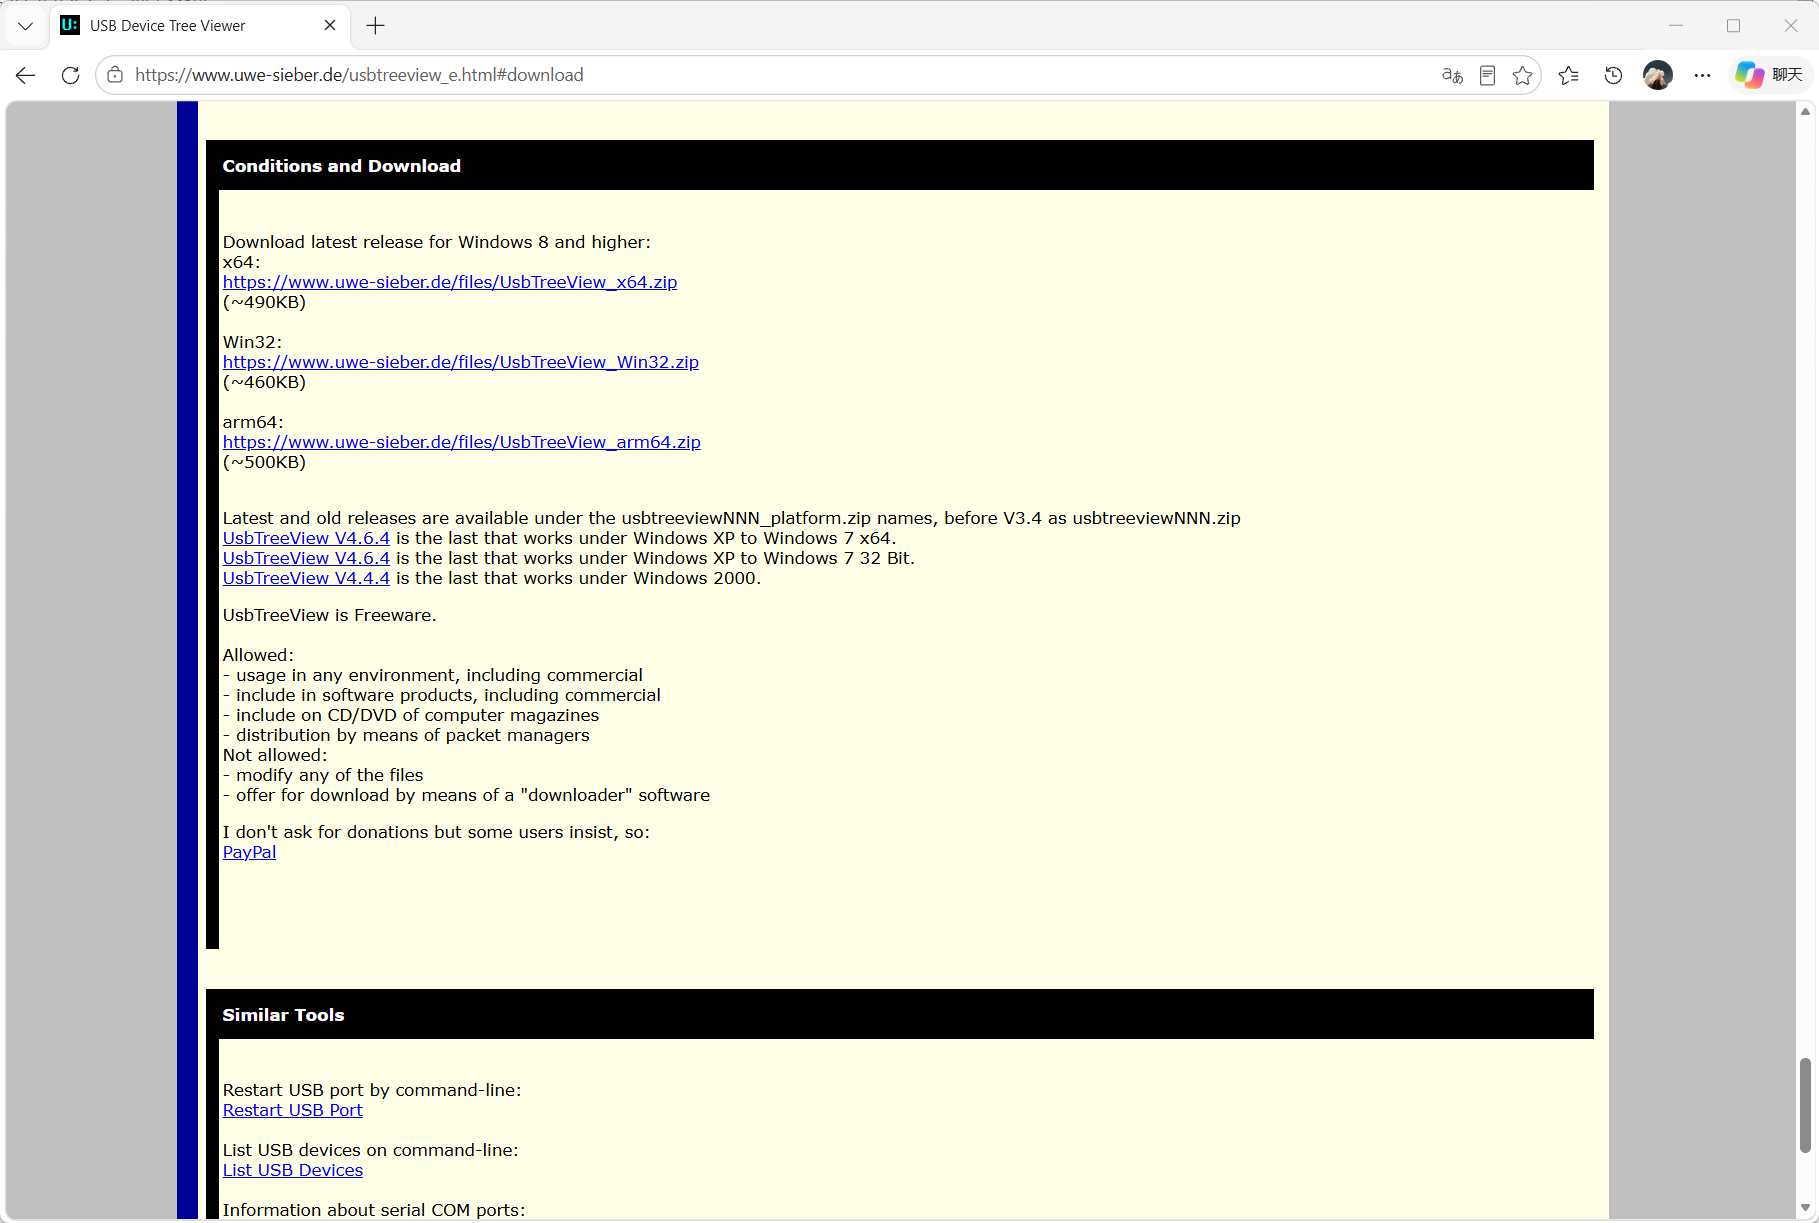 USB Device Tree Viewer
https://www.uwe-sieber.de/usbtreeview_e.html#download
聊天
Conditions and Download
Download latest release for Windows 8 and higher:
x64:
https://www.uwe-sieber.de/files/UsbTreeView_x64.zip
(~490KB)
Win32:
https://www.uwe-sieber.de/files/UsbTreeView_Win32.zip
(~460KB)
arm64:
https://www.uwe-sieber.de/files/UsbTreeView_arm64.zip
(~500KB)
Latest and old releases are available under the usbtreeviewNNN_platform.zip names, before V3.4 as usbtreeviewNNN.zip
UsbTreeView V4.6.4 is the last that works under Windows XP to Windows 7 x64.
UsbTreeView V4.6.4 is the last that works under Windows XP to Windows 7 32 Bit.
UsbTreeView V4.4.4 is the last that works under Windows 2000.
UsbTreeView is Freeware.
Allowed:
- usage in any environment, including commercial
- include in software products, including commercial
- include on CD/DVD of computer magazines
- distribution by means of packet managers
Not allowed:
- modify any of the files
- offer for download by means of a "downloader" software
I don't ask for donations but some users insist, so:
PayPal
Similar Tools
Restart USB port by command-line:
Restart USB Port
List USB devices on command-line:
List USB Devices
Information about serial COM ports: